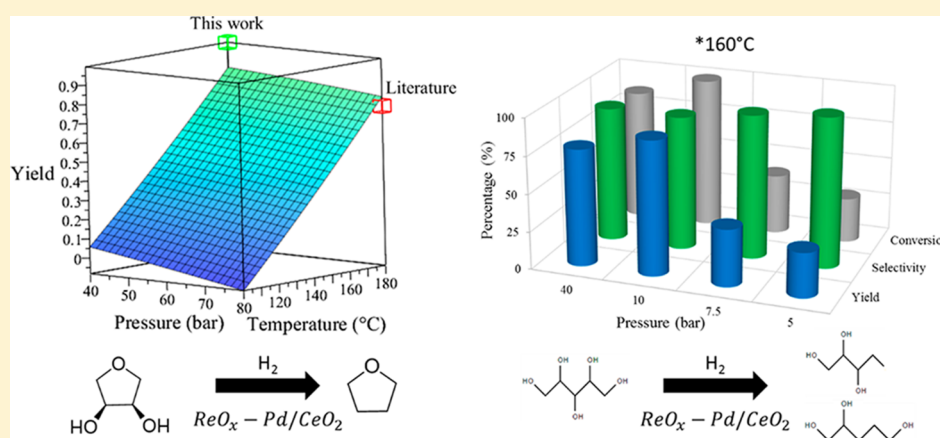 This work
Literature
Yield
0.9
0.8
0.7
0.6
0.5
0.4
0.3
0.2
0.1
0
40 50 60 70 80
120 140 160 180
Pressure (bar) Temperature (°C)
*160°C
Percentage (%)
100
75
50
25
0
40 10 7.5 5
Pressure (bar)
Conversio
Selectivity
Yield
O
HO OH
H₂
ReOₓ − Pd/CeO₂
O
OH OH
HO OH
OH
H₂
ReOₓ − Pd/CeO₂
OH
HO
OH
OH
HO OH